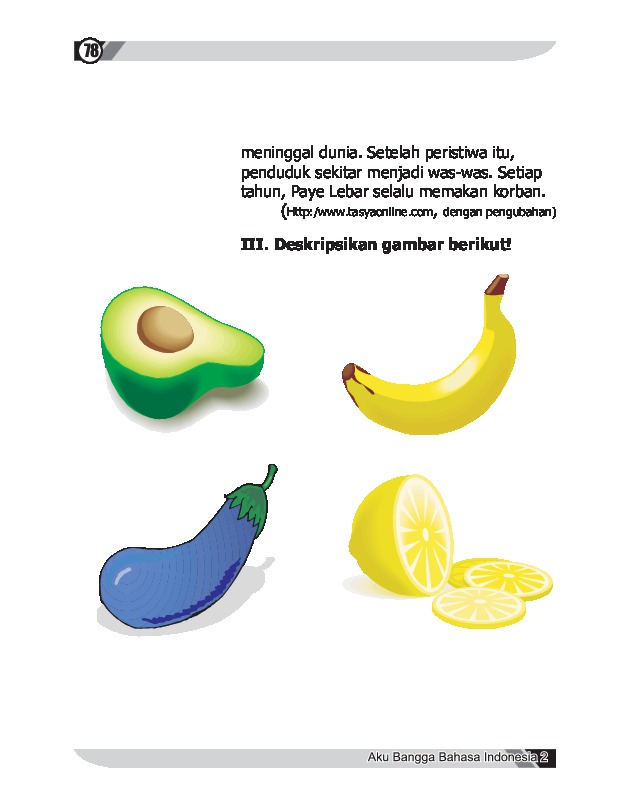 78
meninggal dunia. Setelah peristiwa itu,
penduduk sekitar menjadi was-was. Setiap
tahun, Paye Lebar selalu memakan korban.
(Http:/www.tasyaonline.com, dengan pengubahan)
III. Deskripsikan gambar berikut!
Aku Bangga Bahasa Indonesia 2